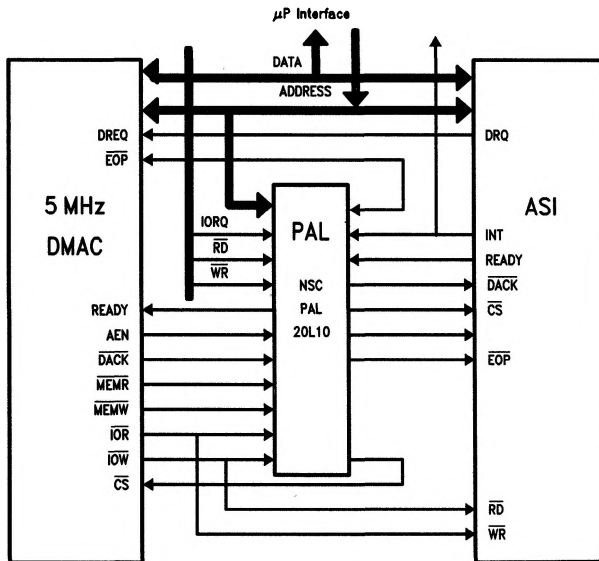 μP Interface
DATA
ADDRESS
DREQ
DRQ
EOP
5 MHz
DMAC
ASI
PAL
IORQ
INT
RD
READY
WR
NSC
DACK
READY
PAL
CS
20L10
AEN
DACK
EOP
MEMR
MEMW
IOR
IOW
CS
RD
WR